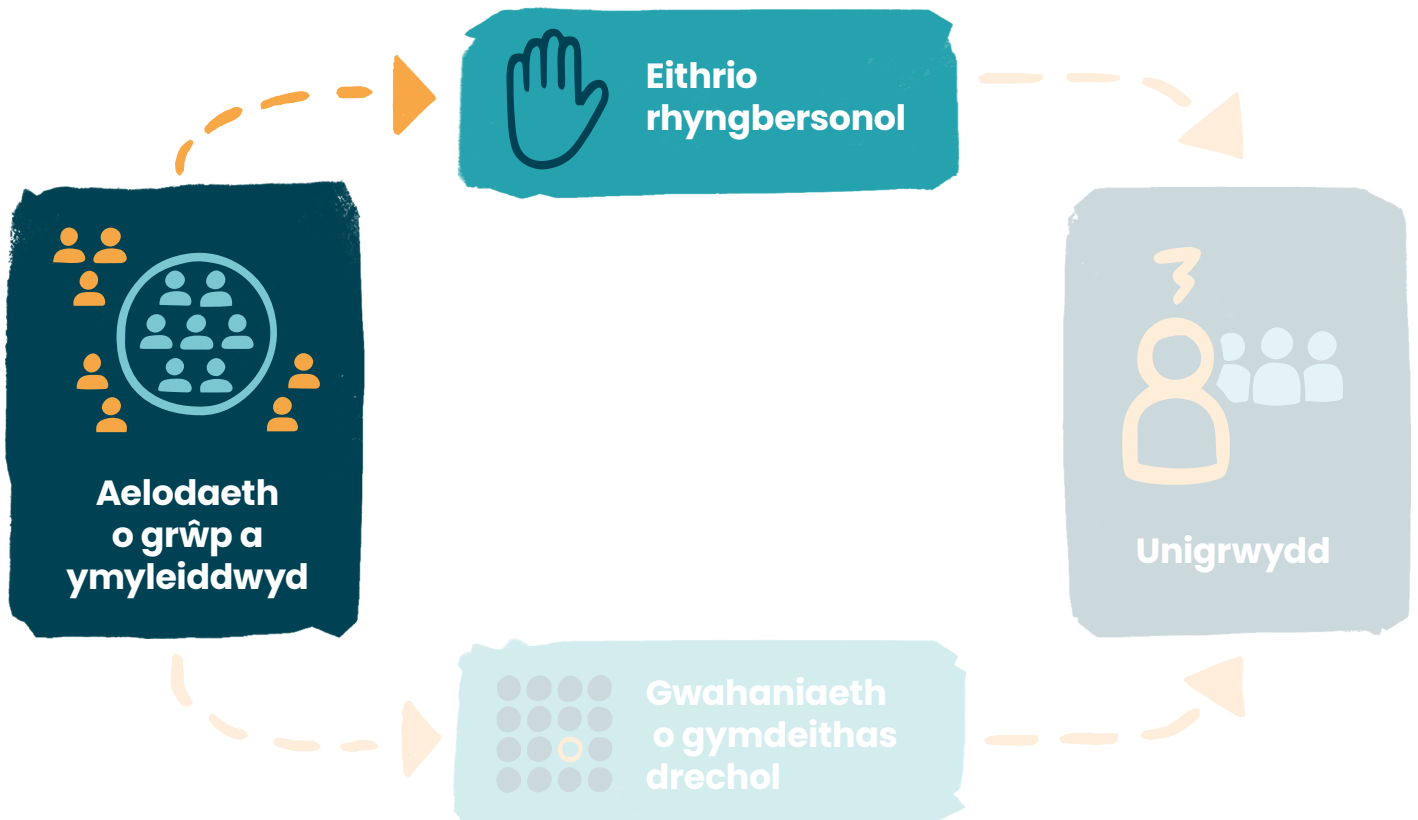 Eithrio
rhyngbersonol
Aelodaeth
o grŵp a
ymyleiddwyd
Unigrwydd
Gwahaniaeth
o gymdeithas
drechol